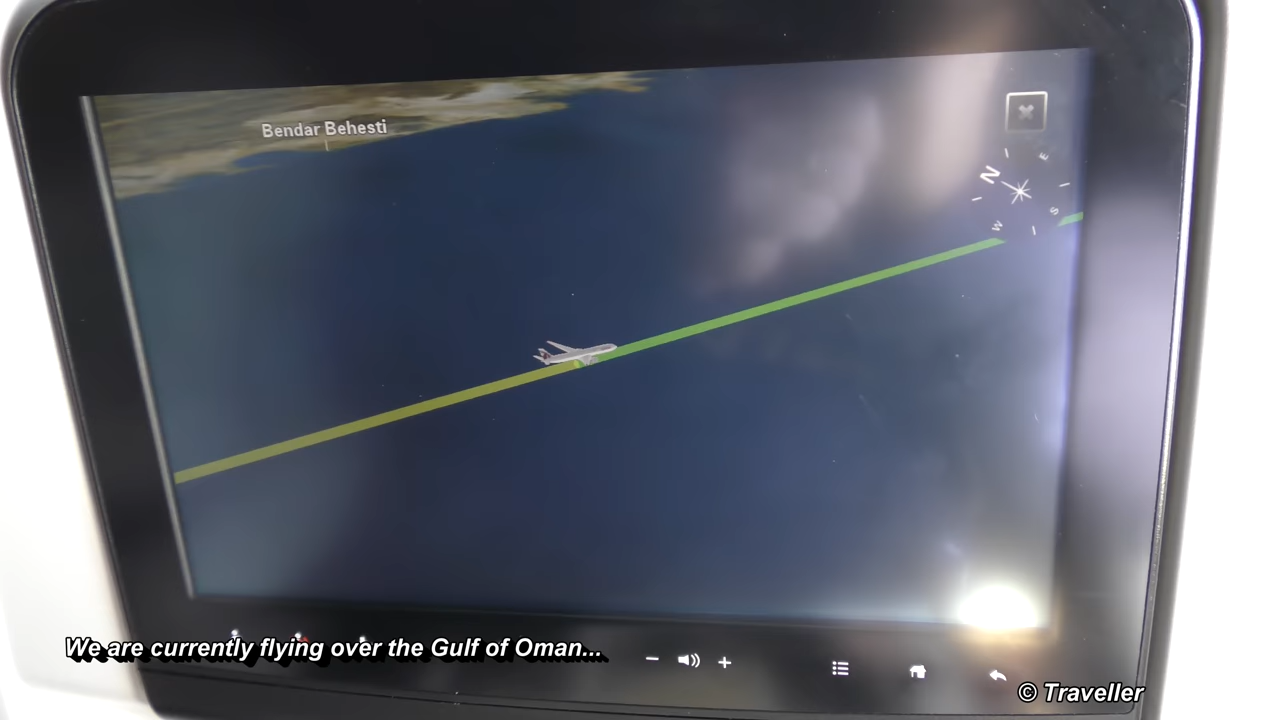 Bendar Behesti
N
E
S
W
We are currently flying over the Gulf of Oman...
© Traveller